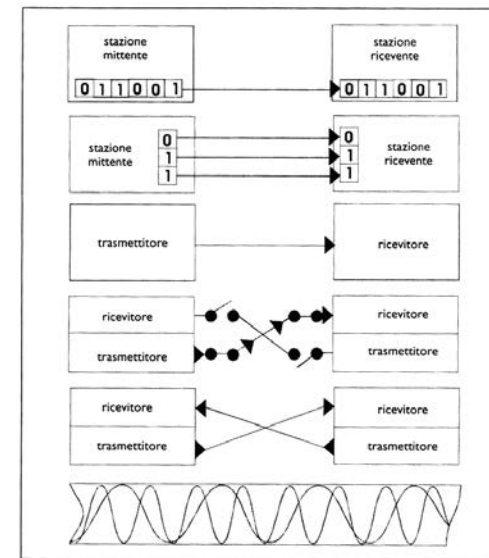 stazione
mittente
0 1 1 0 0 1
stazione
ricevente
0 1 1 0 0 1
stazione
mittente
0
1
1
0
1
1
stazione
ricevente
trasmettitore
ricevitore
ricevitore
trasmettitore
ricevitore
trasmettitore
ricevitore
trasmettitore
ricevitore
trasmettitore